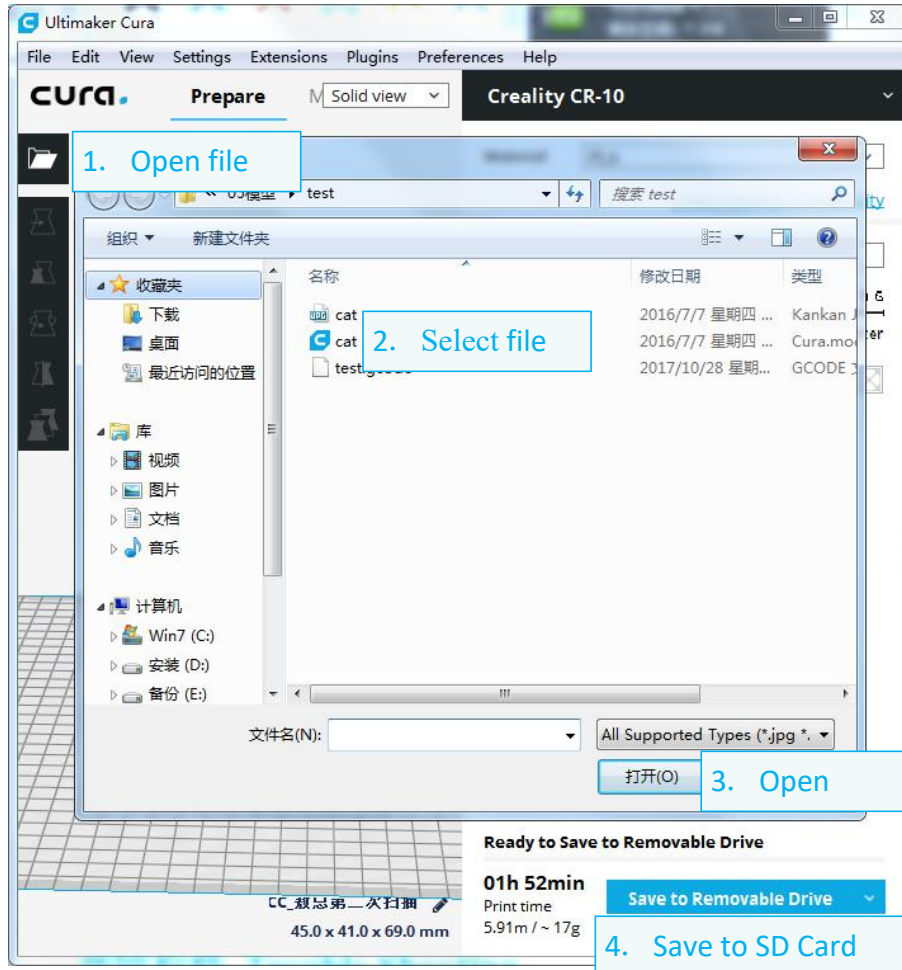 Ultimaker Cura
File Edit View Settings Extensions Plugins Preferences Help
cura. Prepare M Solid view Creality CR-10
1. Open file
test 搜索 test
ity
组织 新建文件夹
名称 修改日期 类型
收藏夹
下载
桌面
最近访问的位置
库
视频
图片
文档
音乐
计算机
Win7 (C:)
安装 (D:)
备份 (E:)
cat 2016/7/7 星期四 ... Kankan J
cat 2016/7/7 星期四 ... Cura.mo
2. Select file
2017/10/28 星期... GCODE
文件名(N): All Supported Types (*.jpg *.
打开(O)
3. Open
Ready to Save to Removable Drive
01h 52min
Print time
5.91m / ~ 17g
Save to Removable Drive
45.0 x 41.0 x 69.0 mm
4. Save to SD Card